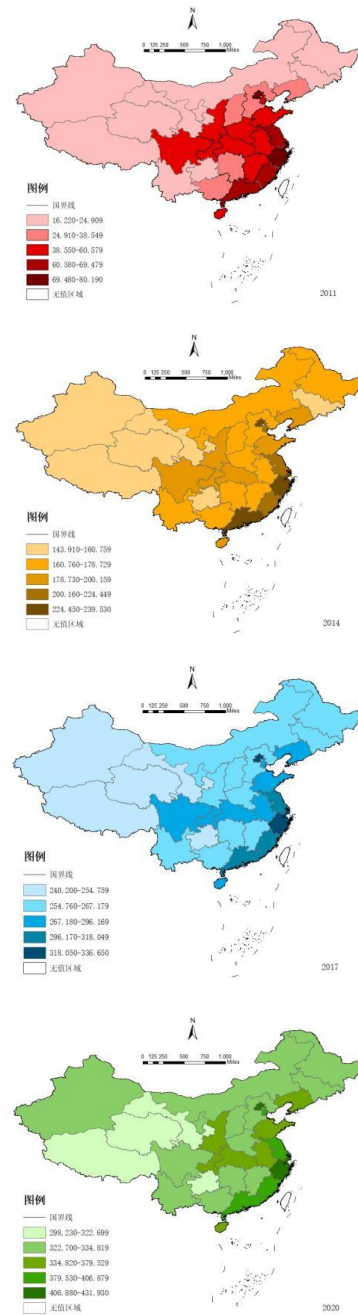 N
0 125 250 500 750 1,000
Miles
图例
国界线
16.220-24.909
24.910-38.549
38.550-60.579
60.580-69.479
69.480-80.190
无值区域
2011
N
0 125 250 500 750 1,000
Miles
图例
国界线
143.910-160.759
160.760-178.729
178.730-200.159
200.160-224.449
224.450-239.530
无值区域
2014
N
0 125 250 500 750 1,000
Miles
图例
国界线
240.200-254.759
254.760-267.179
267.180-296.169
296.170-318.049
318.050-336.650
无值区域
2017
N
0 125 250 500 750 1,000
Miles
图例
国界线
298.230-322.699
322.700-334.819
334.820-379.529
379.530-406.879
406.880-431.930
无值区域
2020